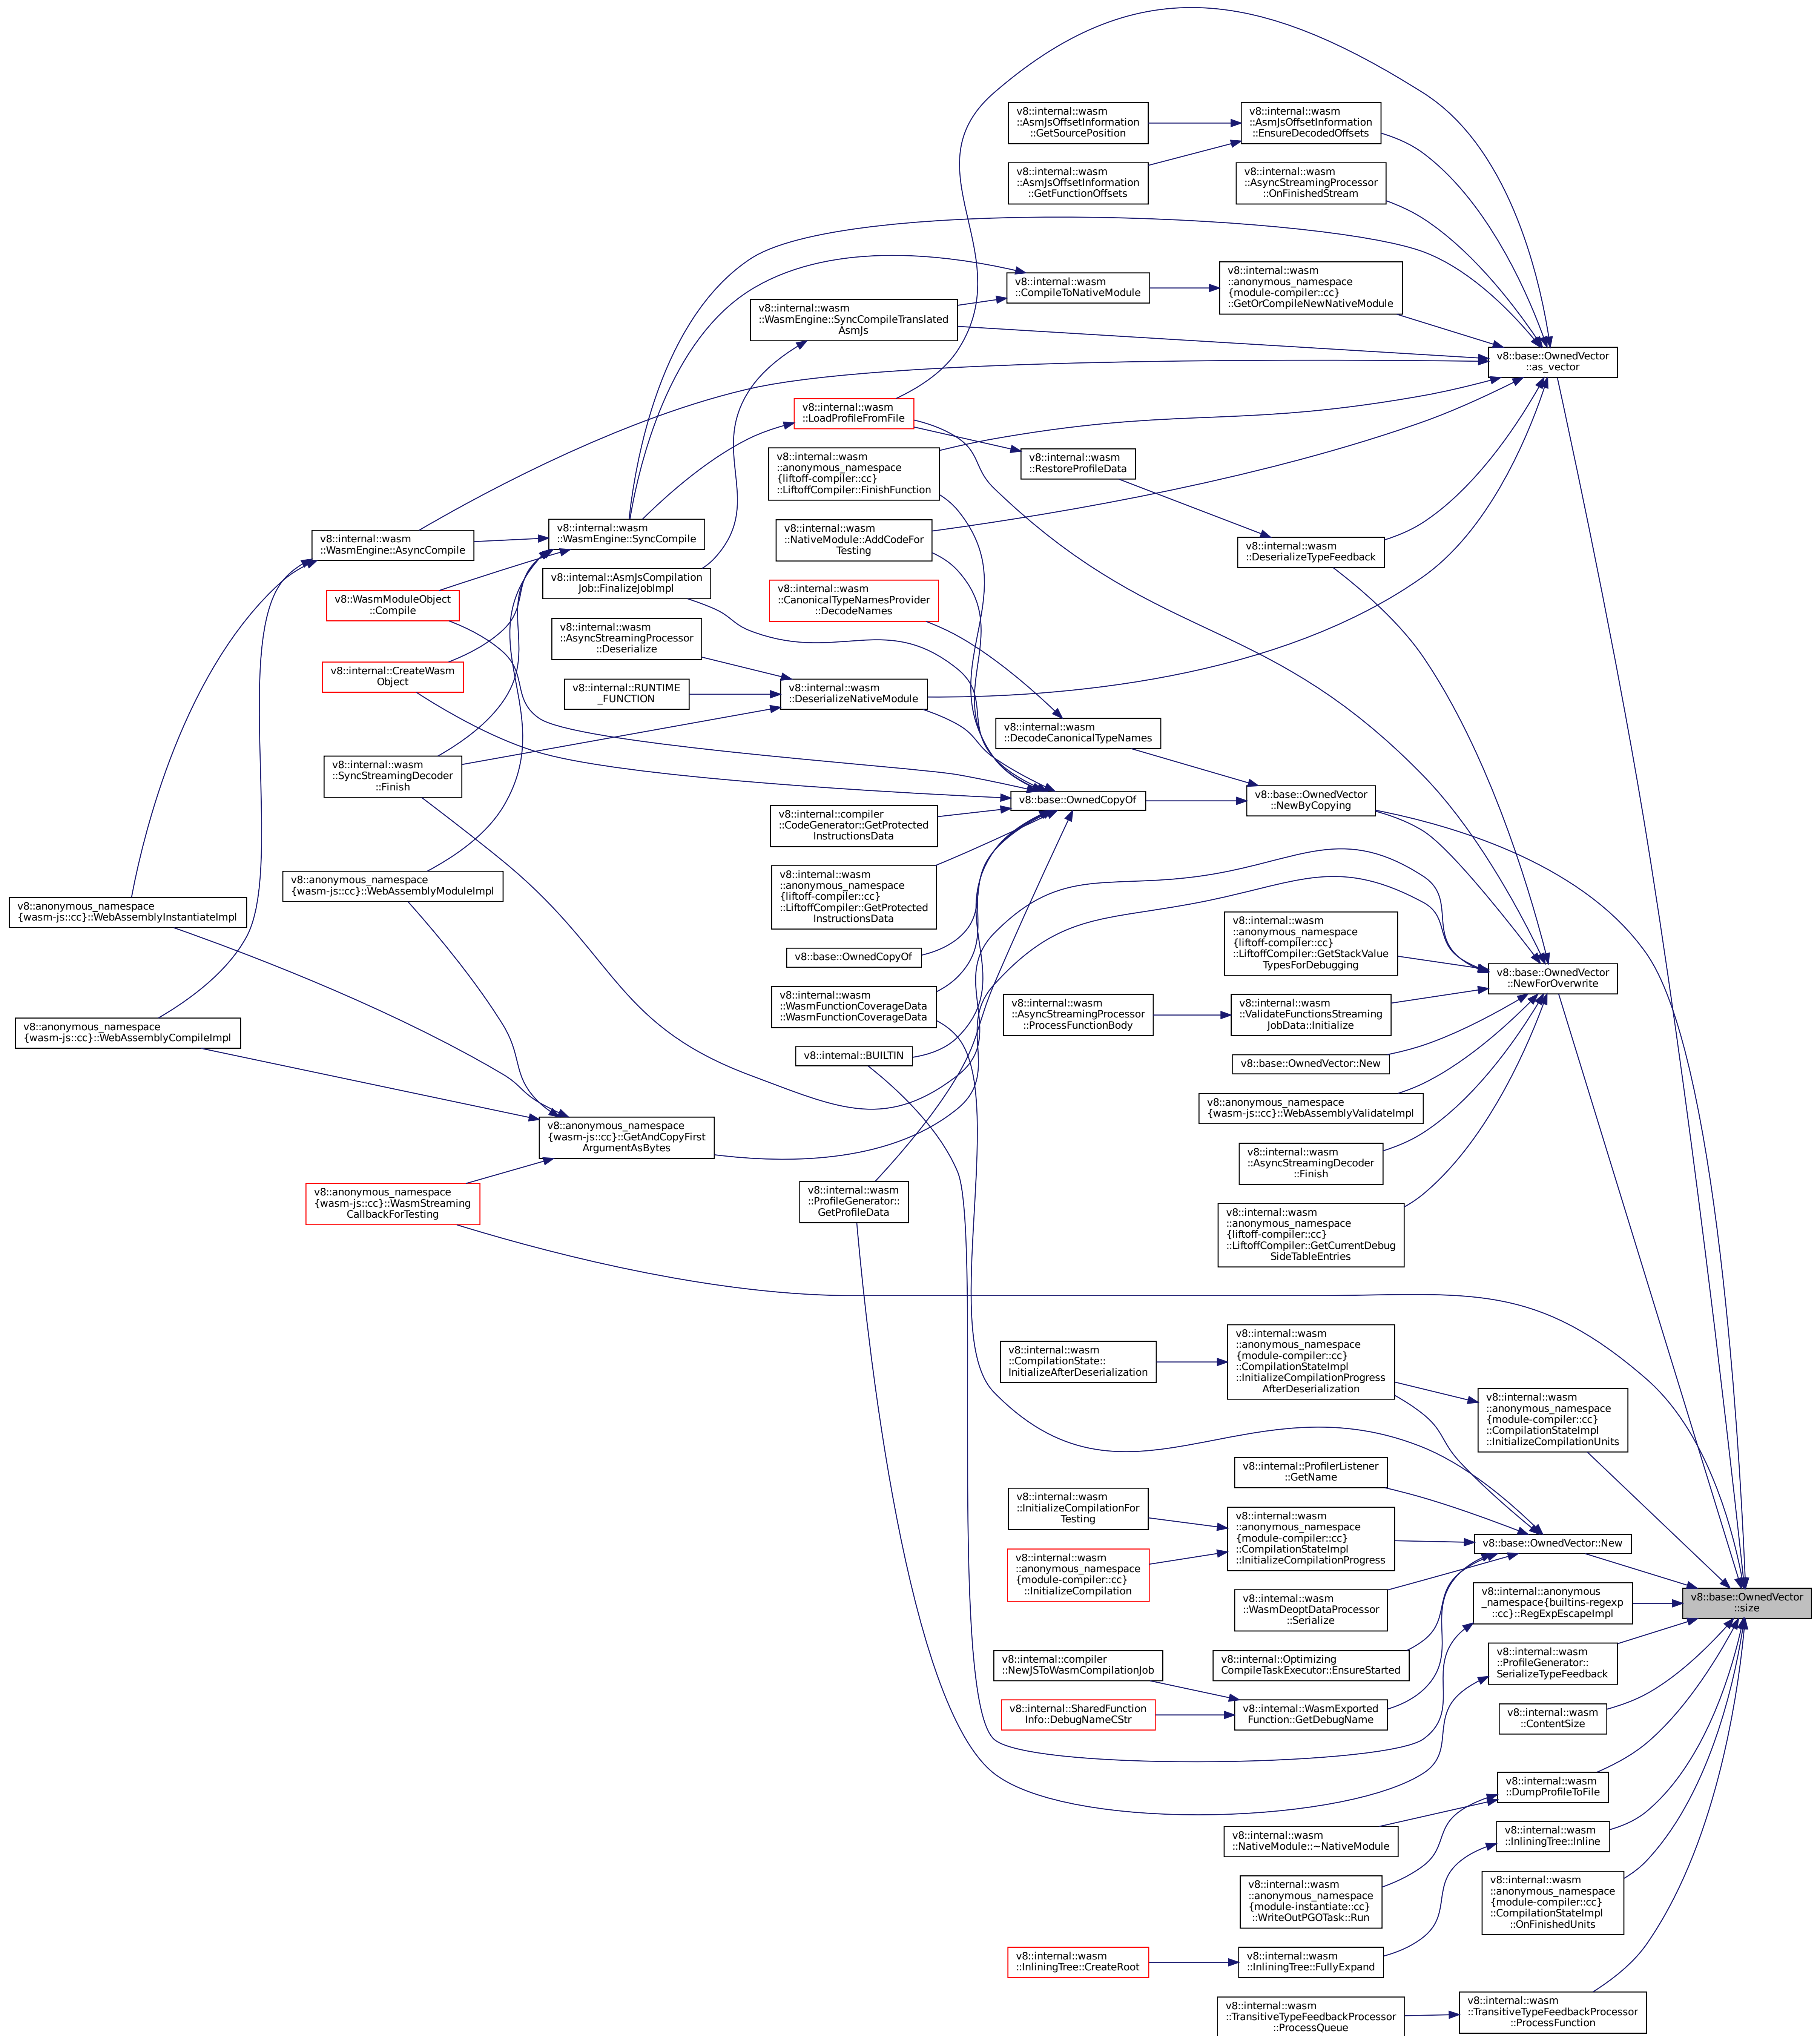 v8::internal::wasm
::AsmJsOffsetInformation
::GetSourcePosition
v8::internal::wasm
::AsmJsOffsetInformation
::EnsureDecodedOffsets
v8::internal::wasm
::AsmJsOffsetInformation
::GetFunctionOffsets
v8::internal::wasm
::AsyncStreamingProcessor
::OnFinishedStream
v8::internal::wasm
::CompileToNativeModule
v8::internal::wasm
::anonymous_namespace
{module-compiler::cc}
::GetOrCompileNewNativeModule
v8::internal::wasm
::WasmEngine::SyncCompileTranslated
AsmJs
v8::base::OwnedVector
::as_vector
v8::internal::wasm
::LoadProfileFromFile
v8::internal::wasm
::anonymous_namespace
{liftoff-compiler::cc}
::LiftoffCompiler::FinishFunction
v8::internal::wasm
::RestoreProfileData
v8::internal::wasm
::WasmEngine::AsyncCompile
v8::internal::wasm
::WasmEngine::SyncCompile
v8::internal::wasm
::NativeModule::AddCodeFor
Testing
v8::internal::wasm
::DeserializeTypeFeedback
v8::WasmModuleObject
::Compile
v8::internal::AsmJsCompilation
Job::FinalizeJobImpl
v8::internal::wasm
::CanonicalTypeNamesProvider
::DecodeNames
v8::internal::wasm
::AsyncStreamingProcessor
::Deserialize
v8::internal::CreateWasm
Object
v8::internal::RUNTIME
_FUNCTION
v8::internal::wasm
::DeserializeNativeModule
v8::internal::wasm
::DecodeCanonicalTypeNames
v8::internal::wasm
::SyncStreamingDecoder
::Finish
v8::base::OwnedCopyOf
v8::base::OwnedVector
::NewByCopying
v8::internal::compiler
::CodeGenerator::GetProtected
InstructionsData
v8::anonymous_namespace
{wasm-js::cc}::WebAssemblyModuleImpl
v8::internal::wasm
::anonymous_namespace
{liftoff-compiler::cc}
::LiftoffCompiler::GetProtected
InstructionsData
v8::anonymous_namespace
{wasm-js::cc}::WebAssemblyInstantiateImpl
v8::base::OwnedCopyOf
v8::internal::wasm
::anonymous_namespace
{liftoff-compiler::cc}
::LiftoffCompiler::GetStackValue
TypesForDebugging
v8::base::OwnedVector
::NewForOverwrite
v8::internal::wasm
::WasmFunctionCoverageData
::WasmFunctionCoverageData
v8::internal::wasm
::AsyncStreamingProcessor
::ProcessFunctionBody
v8::internal::wasm
::ValidateFunctionsStreaming
JobData::Initialize
v8::anonymous_namespace
{wasm-js::cc}::WebAssemblyCompileImpl
v8::internal::BUILTIN
v8::base::OwnedVector::New
v8::anonymous_namespace
{wasm-js::cc}::WebAssemblyValidateImpl
v8::anonymous_namespace
{wasm-js::cc}::GetAndCopyFirst
ArgumentAsBytes
v8::internal::wasm
::AsyncStreamingDecoder
::Finish
v8::anonymous_namespace
{wasm-js::cc}::WasmStreaming
CallbackForTesting
v8::internal::wasm
::ProfileGenerator::
GetProfileData
v8::internal::wasm
::anonymous_namespace
{liftoff-compiler::cc}
::LiftoffCompiler::GetCurrentDebug
SideTableEntries
v8::internal::wasm
::CompilationState::
InitializeAfterDeserialization
v8::internal::wasm
::anonymous_namespace
{module-compiler::cc}
::CompilationStateImpl
::InitializeCompilationProgress
AfterDeserialization
v8::internal::wasm
::anonymous_namespace
{module-compiler::cc}
::CompilationStateImpl
::InitializeCompilationUnits
v8::internal::ProfilerListener
::GetName
v8::internal::wasm
::InitializeCompilationFor
Testing
v8::internal::wasm
::anonymous_namespace
{module-compiler::cc}
::CompilationStateImpl
::InitializeCompilationProgress
v8::base::OwnedVector::New
v8::internal::wasm
::anonymous_namespace
{module-compiler::cc}
::InitializeCompilation
v8::internal::wasm
::WasmDeoptDataProcessor
::Serialize
v8::internal::anonymous
_namespace{builtins-regexp
::cc}::RegExpEscapeImpl
v8::base::OwnedVector
::size
v8::internal::compiler
::NewJSToWasmCompilationJob
v8::internal::Optimizing
CompileTaskExecutor::EnsureStarted
v8::internal::wasm
::ProfileGenerator::
SerializeTypeFeedback
v8::internal::SharedFunction
Info::DebugNameCStr
v8::internal::WasmExported
Function::GetDebugName
v8::internal::wasm
::ContentSize
v8::internal::wasm
::DumpProfileToFile
v8::internal::wasm
::NativeModule::~NativeModule
v8::internal::wasm
::InliningTree::Inline
v8::internal::wasm
::anonymous_namespace
{module-instantiate::cc}
::WriteOutPGOTask::Run
v8::internal::wasm
::anonymous_namespace
{module-compiler::cc}
::CompilationStateImpl
::OnFinishedUnits
v8::internal::wasm
::InliningTree::CreateRoot
v8::internal::wasm
::InliningTree::FullyExpand
v8::internal::wasm
::TransitiveTypeFeedbackProcessor
::ProcessQueue
v8::internal::wasm
::TransitiveTypeFeedbackProcessor
::ProcessFunction